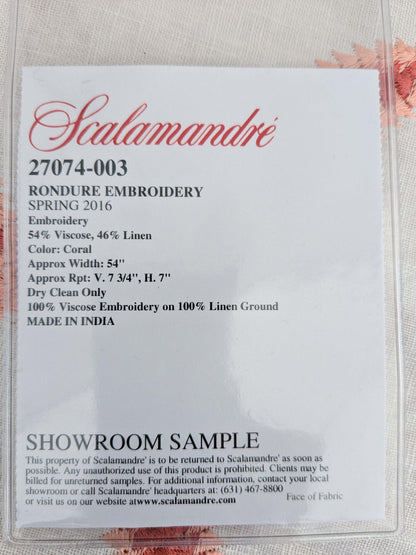 Scalamandré
27074-003
RONDURE EMBROIDERY
SPRING 2016
Embroidery
54% Viscose, 46% Linen
Color: Coral
Approx Width: 54"
Approx Rpt: V. 7 3/4", H. 7"
Dry Clean Only
100% Viscose Embroidery on 100% Linen Ground
MADE IN INDIA
SHOWROOM SAMPLE
This property of Scalamandre' is to be returned to Scalamandre' as soon as
possible. Any unauthorized use of this product is prohibited. Clients may be
billed for unreturned samples. For additional information, contact your local
showroom or call Scalamandre' headquarters at: (631) 467-8800
or visit us on our website atwww.scalamandre.com
Face of Fabric